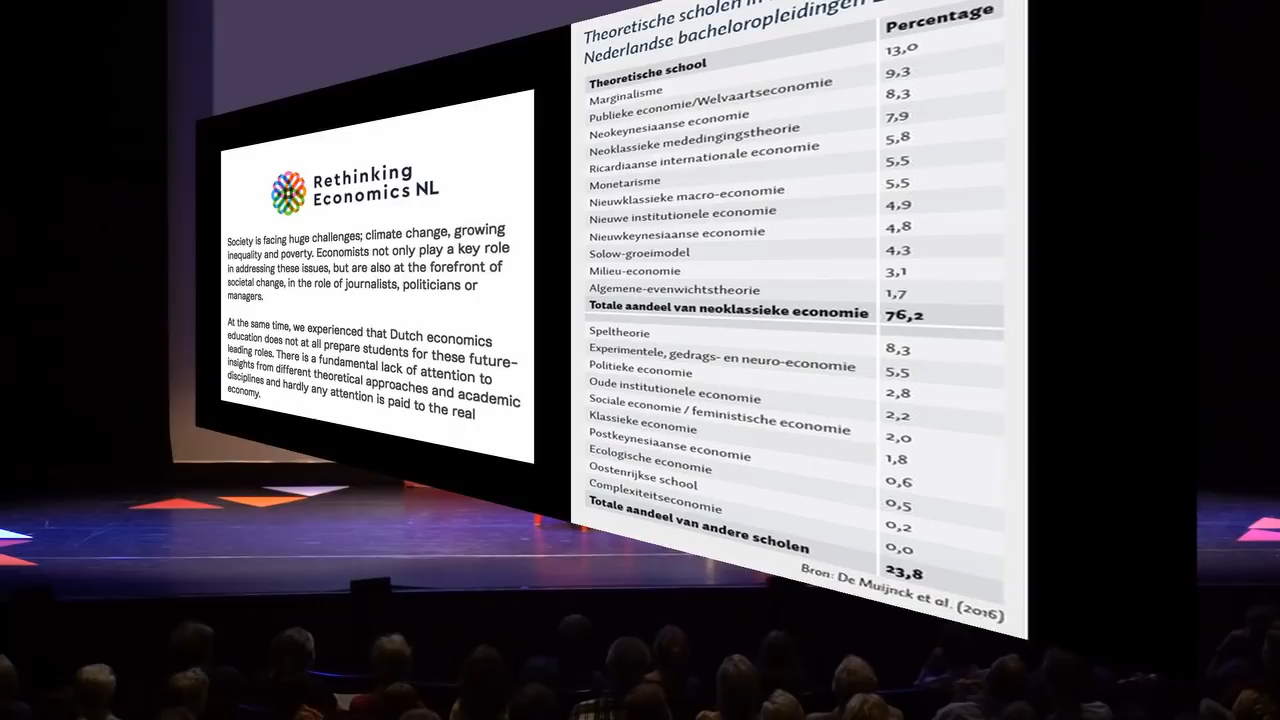 Rethinking
Economics NL
Society is facing huge challenges; climate change, growing
inequality and poverty. Economists not only play a key role
in addressing these issues, but are also at the forefront of
societal change, in the role of journalists, politicians or
managers.
At the same time, we experienced that Dutch economics
education does not at all prepare students for these future-
leading roles. There is a fundamental lack of attention to
insights from different theoretical approaches and academic
disciplines and hardly any attention is paid to the real
economy.
Theoretische scholen in
Nederlandse bacheloropleidingen
Theoretische school Percentage
Marginalisme 13,0
Publieke economie/Welvaartseconomie 9,3
Neokeynesiaanse economie 8,3
Neoklassieke mededingingstheorie 7,9
Ricardiaanse internationale economie 5,8
Monetarisme 5,5
Nieuwklassieke macro-economie 5,5
Nieuwe institutionele economie 4,9
Nieuwkeynesiaanse economie 4,8
Solow-groeimodel 4,3
Milieu-economie 3,1
Algemene-evenwichtstheorie 1,7
Totale aandeel van neoklassieke economie 76,2
Speltheorie 8,3
Experimentele, gedrags- en neuro-economie 5,5
Politieke economie 2,8
Oude institutionele economie 2,2
Sociale economie / feministische economie 2,0
Klassieke economie 1,8
Postkeynesiaanse economie 0,6
Ecologische economie 0,5
Oostenrijkse school 0,2
Complexiteitseconomie 0,0
Totale aandeel van andere scholen 23,8
Bron: De Muijnck et al. (2016)